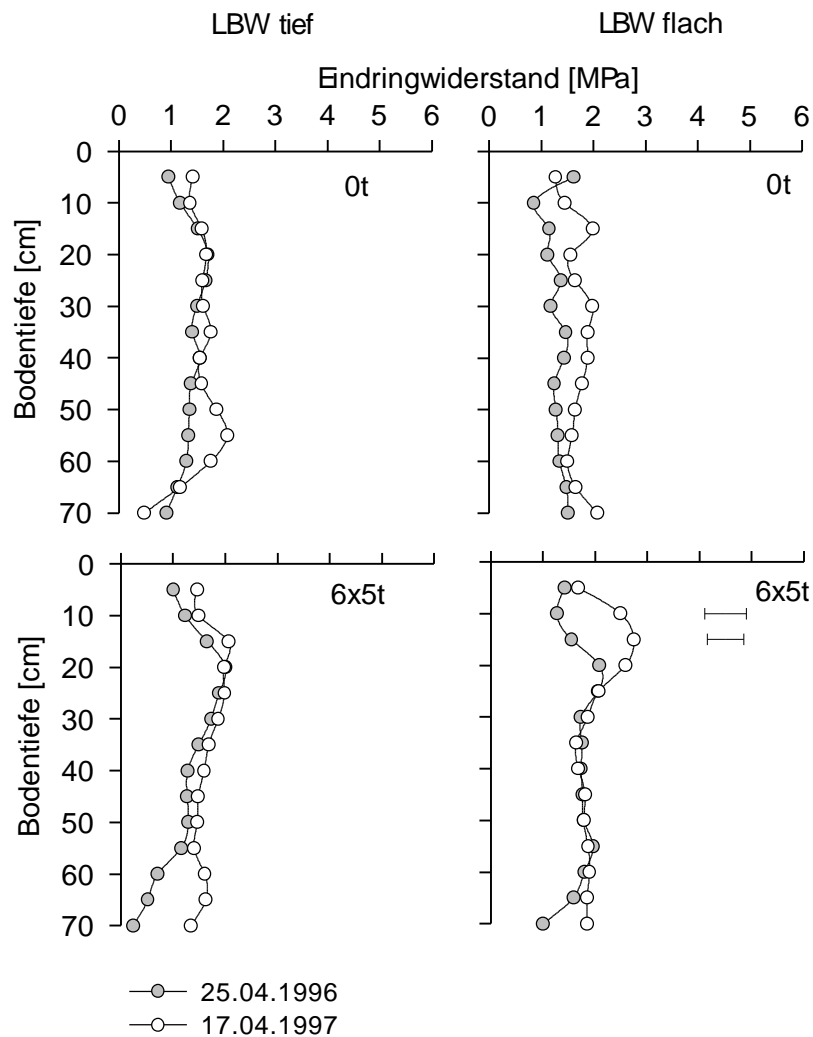 LBW tief LBW flach
Eindringwiderstand [MPa]
0 1 2 3 4 5 6 0 1 2 3 4 5 6
0
10
20
30
40
50
60
70
Bodentiefe [cm]
0t 0t
0
10
20
30
40
50
60
70
Bodentiefe [cm]
6x5t 6x5t
25.04.1996
17.04.1997